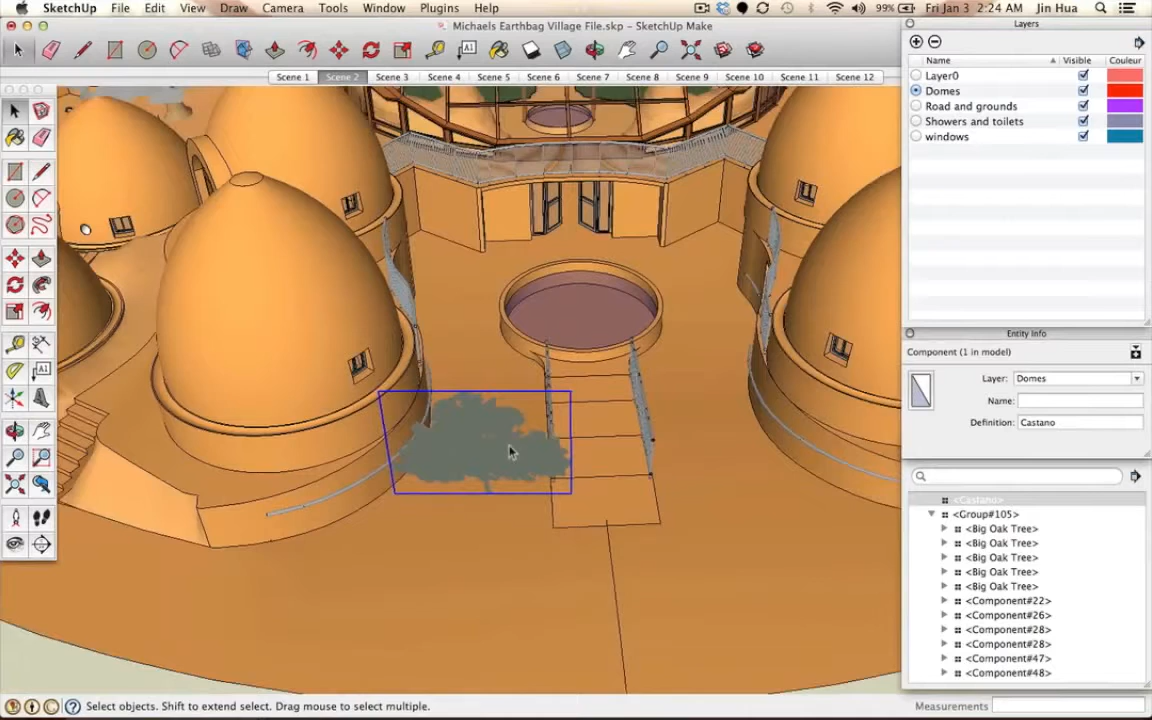 SketchUp File Edit View Draw Camera Tools Window Plugins Help
99% Fri Jan 3 2:24 AM Jin Hua
Michaels Earthbag Village File.skp - SketchUp Make
Scene 1 Scene 2 Scene 3 Scene 4 Scene 5 Scene 6 Scene 7 Scene 8 Scene 9 Scene 10 Scene 11 Scene 12
Layers
Name Visible Couleur
Layer0
Domes
Road and grounds
Showers and toilets
windows
Entity Info
Component (1 in model)
Layer: Domes
Name:
Definition: Castano
<Castano>
<Group#105>
<Big Oak Tree>
<Big Oak Tree>
<Big Oak Tree>
<Big Oak Tree>
<Big Oak Tree>
<Component#22>
<Component#26>
<Component#28>
<Component#28>
<Component#47>
<Component#48>
Select objects. Shift to extend select. Drag mouse to select multiple.
Measurements